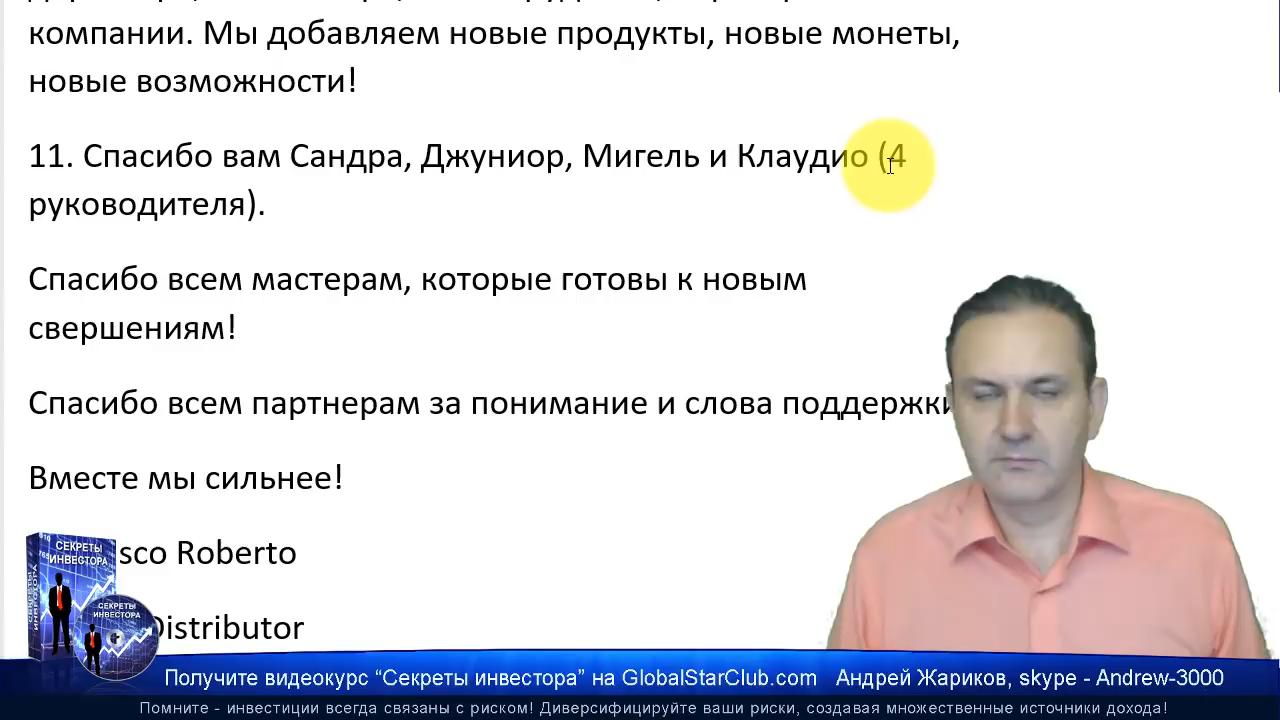 компании. Мы добавляем новые продукты, новые монеты,
новые возможности!
11. Спасибо вам Сандра, Джуниор, Мигель и Клаудио (4
руководителя).
Спасибо всем мастерам, которые готовы к новым
свершениям!
Спасибо всем партнерам за понимание и слова поддержки
Вместе мы сильнее!
sco Roberto
Distributor
СЕКРЕТЫ
ИНВЕСТОРА
СЕКРЕТЫ
ИНВЕСТОРА
Получите видеокурс “Секреты инвестора” на GlobalStarClub.com Андрей Жариков, skype - Andrew-3000
Помните - инвестиции всегда связаны с риском! Диверсифицируйте ваши риски, создавая множественные источники дохода!